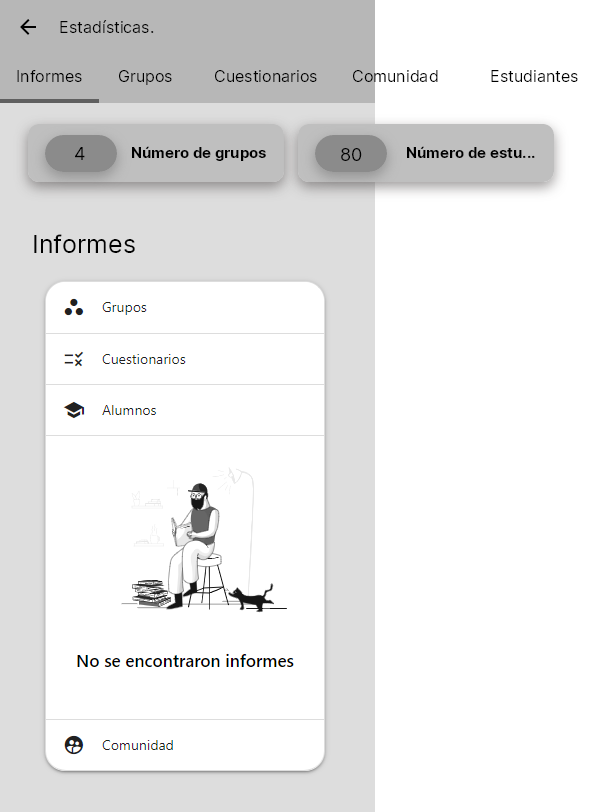 Estadísticas.
Informes Grupos Cuestionarios Comunidad Estudiantes
4 Número de grupos 80 Número de estu...
Informes
Grupos
Cuestionarios
Alumnos
No se encontraron informes
Comunidad